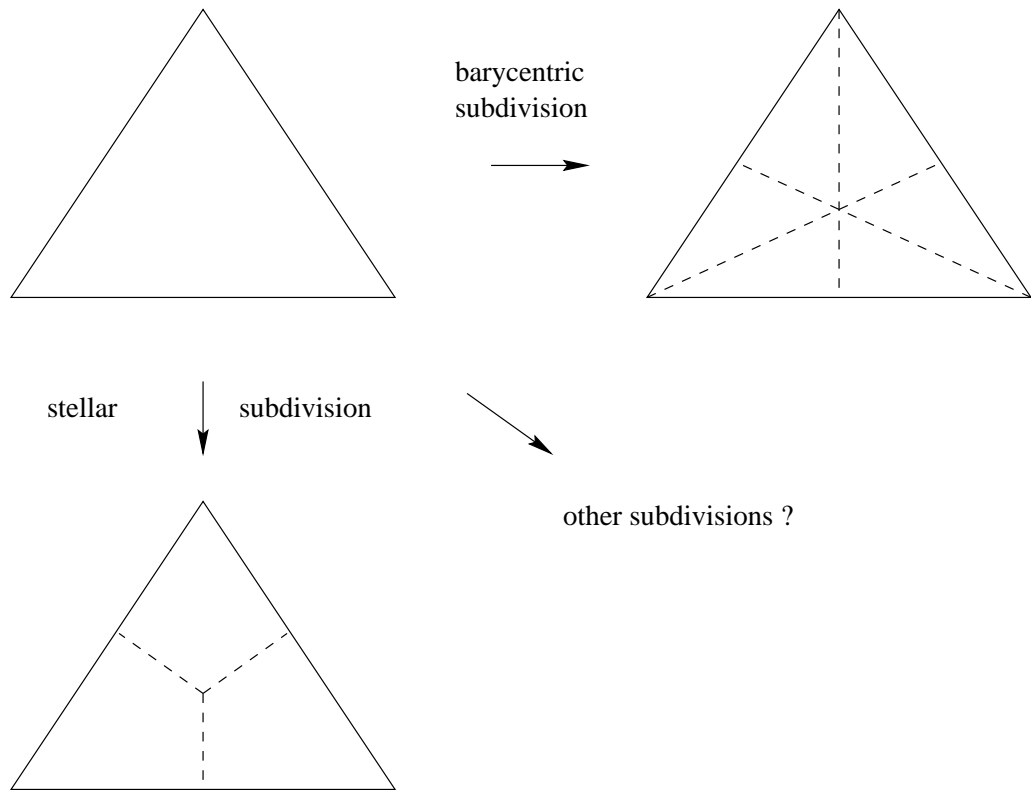 barycentric
subdivision
stellar subdivision
other subdivisions ?